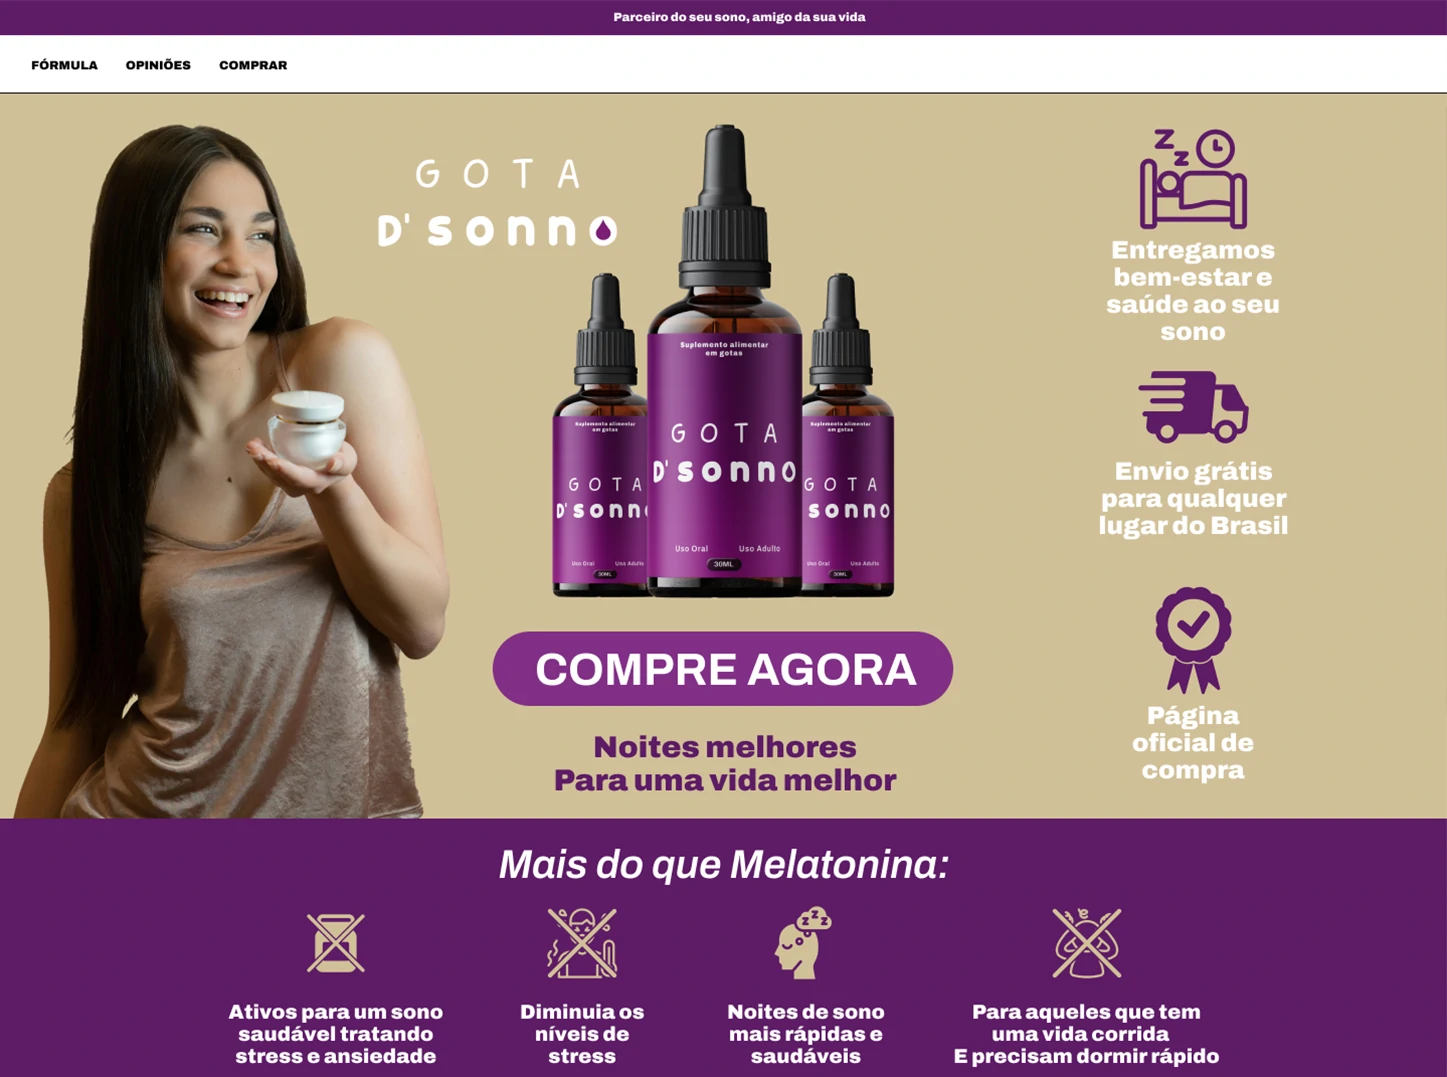 Parceiro do seu sono, amigo da sua vida
FÓRMULA OPINIÕES COMPRAR
GOTA
D'sonno
Suplemento alimentar
em gotas
GOTA
D'sonno
Uso Oral Uso Adulto
30ML
Suplemento alimentar
em gotas
GOTA
D'sonn
Uso Oral Uso Adulto
30ML
Suplemento alimentar
em gotas
GOTA
sonno
Uso Oral Uso Adulto
30ML
COMPRE AGORA
Noites melhores
Para uma vida melhor
Entregamos
bem-estar e
saúde ao seu
sono
Envio grátis
para qualquer
lugar do Brasil
Página
oficial de
compra
Mais do que Melatonina:
Ativos para um sono
saudável tratando
stress e ansiedade
Diminuia os
níveis de
stress
zzz
Noites de sono
mais rápidas e
saudáveis
Para aqueles que tem
uma vida corrida
E precisam dormir rápido